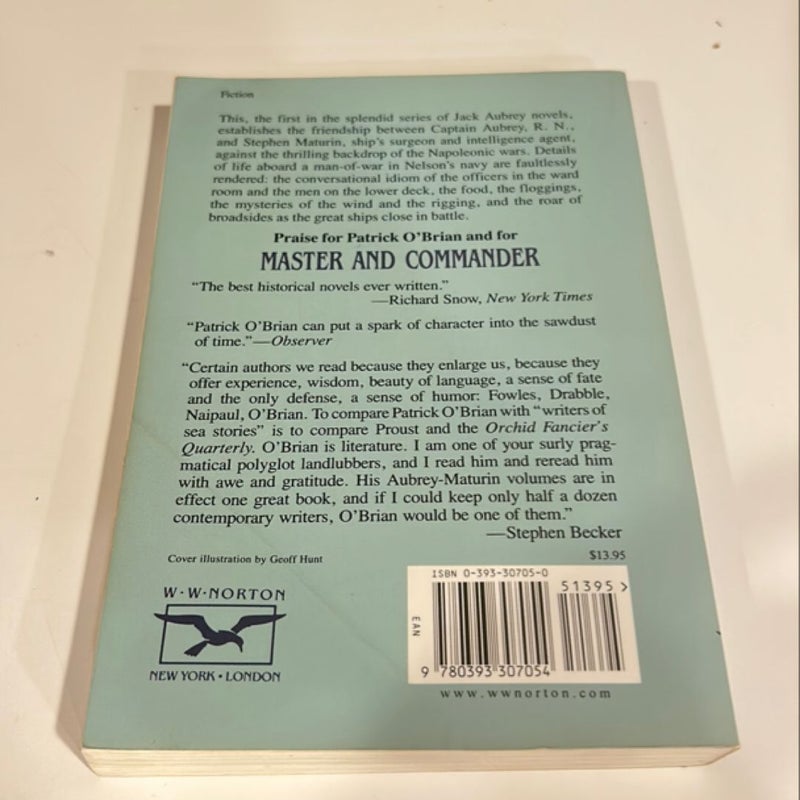 Fiction
This, the first in the splendid series of Jack Aubrey novels,
establishes the friendship between Captain Aubrey, R. N.,
and Stephen Maturin, ship's surgeon and intelligence agent,
against the thrilling backdrop of the Napoleonic wars. Details
of life aboard a man-of-war in Nelson's navy are faultlessly
rendered: the conversational idiom of the officers in the ward
room and the men on the lower deck, the food, the floggings,
the mysteries of the wind and the rigging, and the roar of
broadsides as the great ships close in battle.
Praise for Patrick O'Brian and for
MASTER AND COMMANDER
“The best historical novels ever written.”
—Richard Snow, New York Times
“Patrick O'Brian can put a spark of character into the sawdust
of time.”—Observer
“Certain authors we read because they enlarge us, because they
offer experience, wisdom, beauty of language, a sense of fate
and the only defense, a sense of humor: Fowles, Drabble,
Naipaul, O'Brian. To compare Patrick O'Brian with “writers of
sea stories” is to compare Proust and the Orchid Fancier's
Quarterly. O'Brian is literature. I am one of your surly prag-
matical polyglot landlubbers, and I read him and reread him
with awe and gratitude. His Aubrey-Maturin volumes are in
effect one great book, and if I could keep only half a dozen
contemporary writers, O'Brian would be one of them.”
—Stephen Becker
Cover illustration by Geoff Hunt
$13.95
W·W·NORTON
NEW YORK • LONDON
ISBN 0-393-30705-0
51395 >
EAN
9 780393 307054
www.wwnorton.com